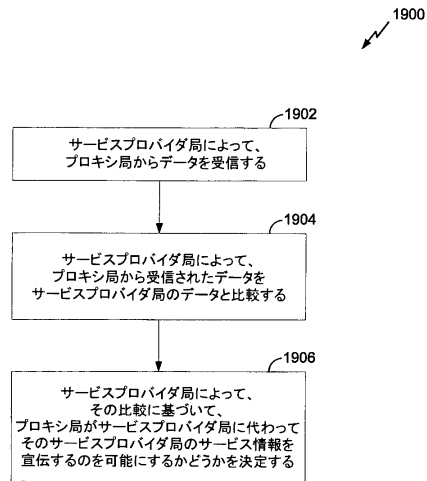 1900
1902
サービスプロバイダ局によって、
プロキシ局からデータを受信する
1904
サービスプロバイダ局によって、
プロキシ局から受信されたデータを
サービスプロバイダ局のデータと比較する
1906
サービスプロバイダ局によって、
その比較に基づいて、
プロキシ局がサービスプロバイダ局に代わって
そのサービスプロバイダ局のサービス情報を
宣伝するのを可能にするかどうかを決定する